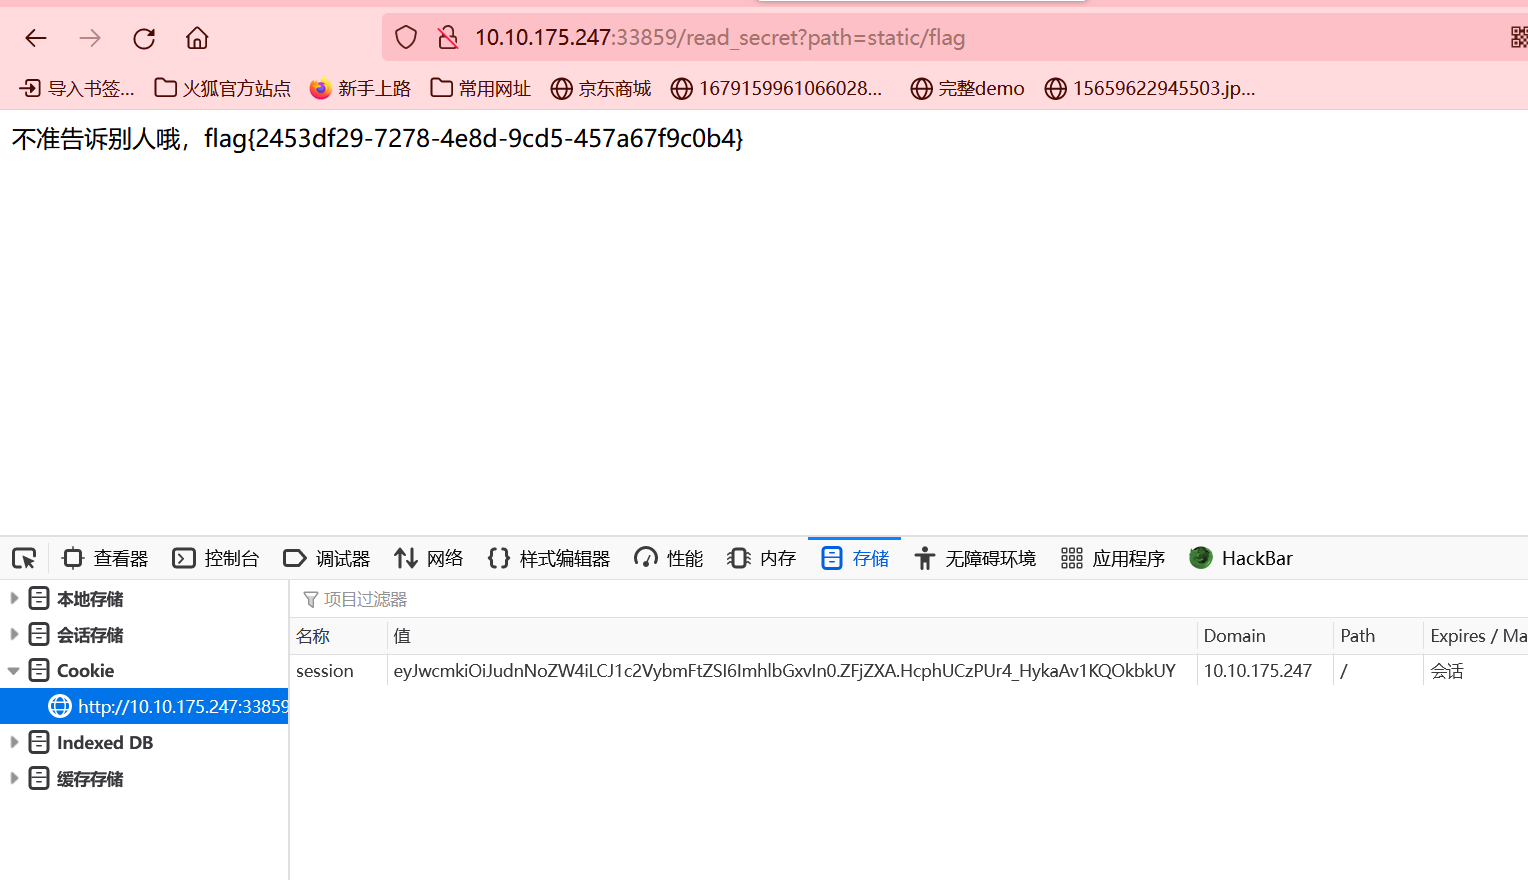 10.10.175.247:33859/read_secret?path=static/flag
导入书签... 火狐官方站点 新手上路 常用网址 京东商城 1679159961066028... 完整demo 15659622945503.jp...
不准告诉别人哦，flag{2453df29-7278-4e8d-9cd5-457a67f9c0b4}
查看器 控制台 调试器 网络 样式编辑器 性能 内存 存储 无障碍环境 应用程序 HackBar
本地存储 项目过滤器
会话存储 名称 值 Domain Path Expires / Ma
Cookie session eyJwcmkiOiJudnNoZW4iLCJ1c2VybmFtZSI6ImhlbGxvIn0.ZFjZXA.HcphUCzPUr4_HykaAv1KQOkbkUY 10.10.175.247 / 会话
http://10.10.175.247:33859
Indexed DB
缓存存储